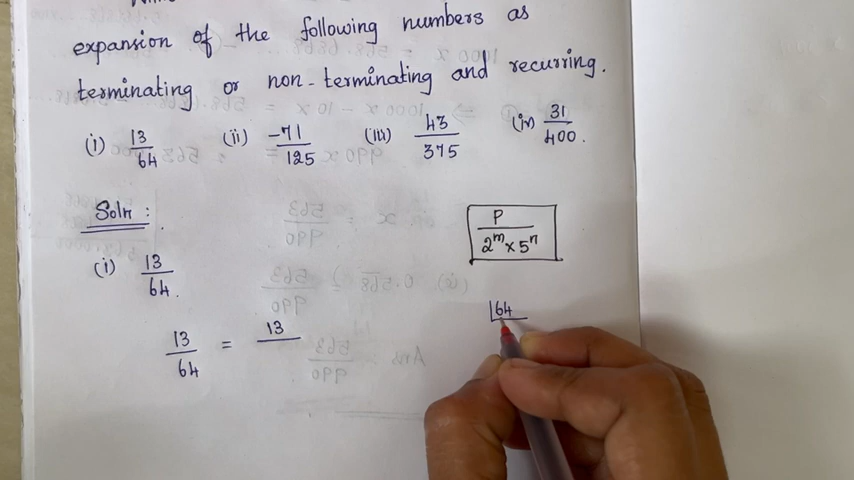 expansion of the following numbers as
terminating or non-terminating and recurring.
(i) 13/64 (ii) -71/125 (iii) 43/375 (iv) 31/400.
Soln :
P/2^m × 5^n
(i) 13/64.
64
13/64 = 13